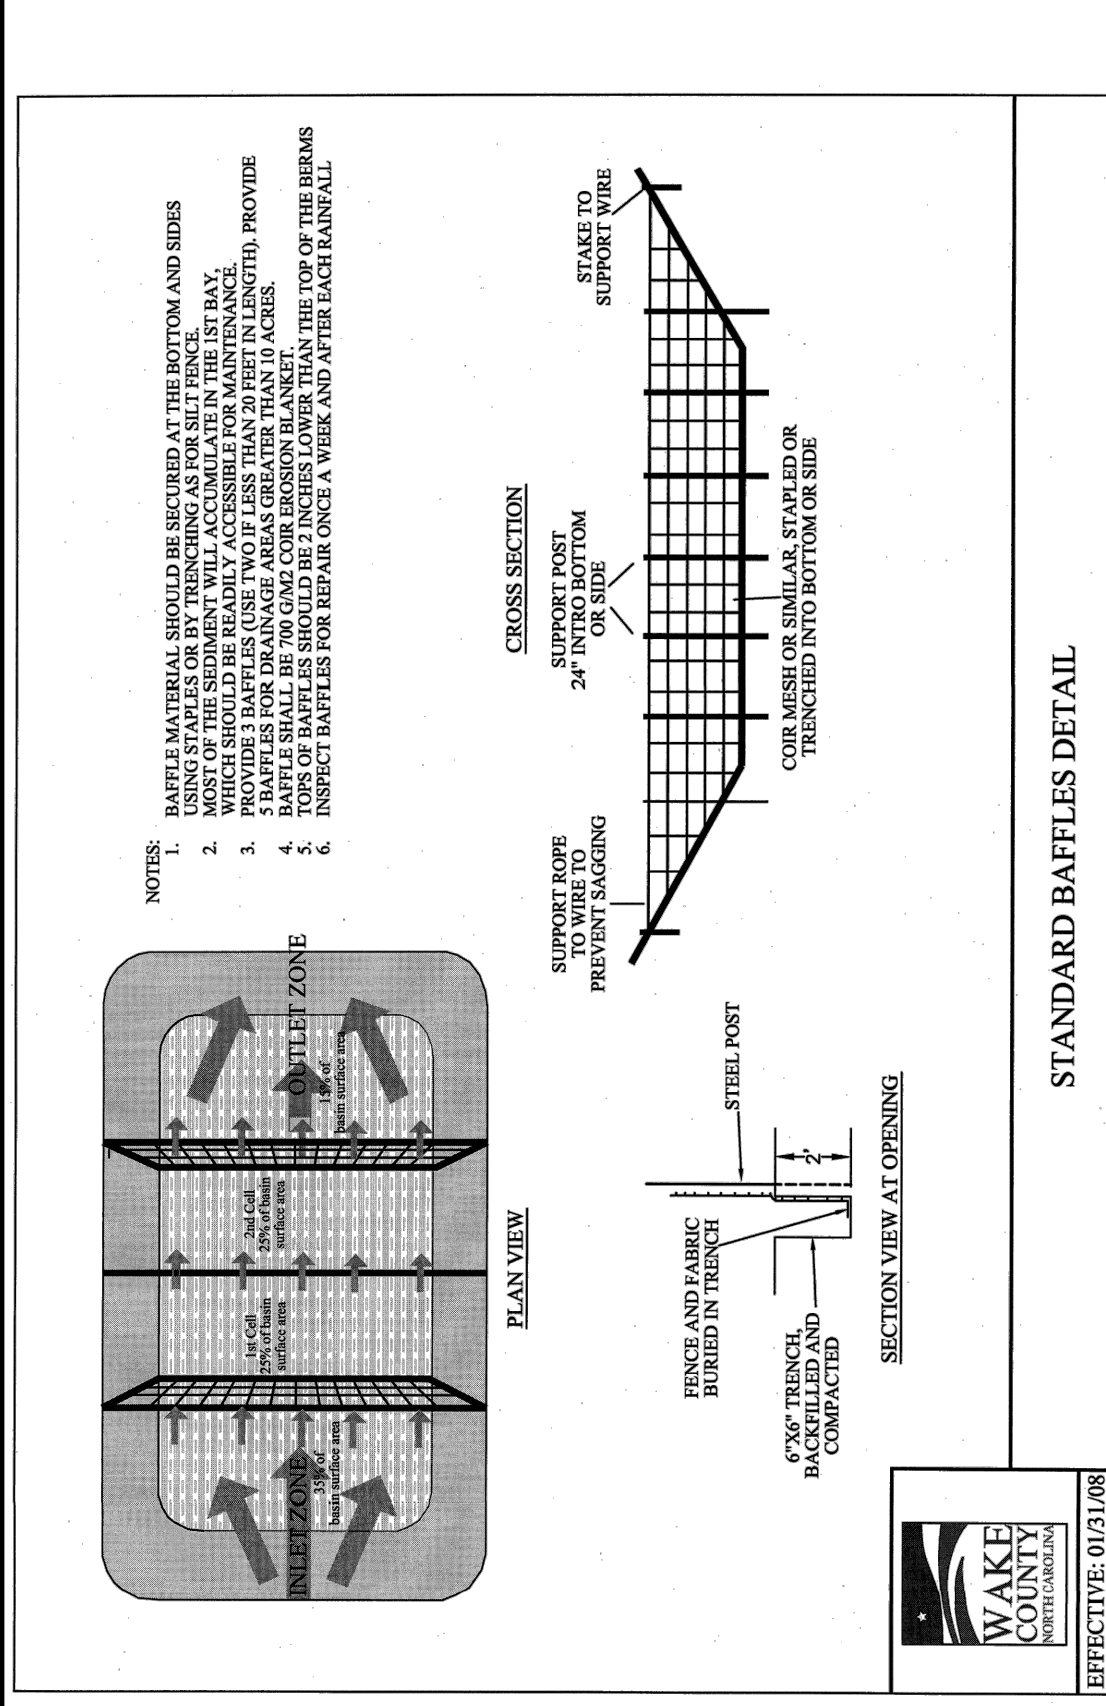 NOTES:
1. BAFFLE MATERIAL SHOULD BE SECURED AT THE BOTTOM AND SIDES
USING STAPLES OR BY TRENCHING AS FOR SILT FENCE.
2. MOST OF THE SEDIMENT WILL ACCUMULATE IN THE 1ST BAY,
WHICH SHOULD BE READILY ACCESSIBLE FOR MAINTENANCE.
3. PROVIDE 3 BAFFLES (USE TWO IF LESS THAN 20 FEET IN LENGTH). PROVIDE
5 BAFFLES FOR DRAINAGE AREAS GREATER THAN 10 ACRES.
4. BAFFLE SHALL BE 700 G/M2 COIR EROSION BLANKET.
5. TOPS OF BAFFLES SHOULD BE 2 INCHES LOWER THAN THE TOP OF THE BERMS
6. INSPECT BAFFLES FOR REPAIR ONCE A WEEK AND AFTER EACH RAINFALL
INLET ZONE
35% of
basin surface area
1st Cell
25% of basin
surface area
2nd Cell
25% of basin
surface area
OUTLET ZONE
15% of
basin surface area
PLAN VIEW
CROSS SECTION
SUPPORT ROPE
TO WIRE TO
PREVENT SAGGING
SUPPORT POST
24" INTRO BOTTOM
OR SIDE
STAKE TO
SUPPORT WIRE
COIR MESH OR SIMILAR, STAPLED OR
TRENCHED INTO BOTTOM OR SIDE
FENCE AND FABRIC
BURIED IN TRENCH
STEEL POST
2'
6"X6" TRENCH,
BACKFILLED AND
COMPACTED
SECTION VIEW AT OPENING
WAKE
COUNTY
NORTH CAROLINA
STANDARD BAFFLES DETAIL
EFFECTIVE: 01/31/08